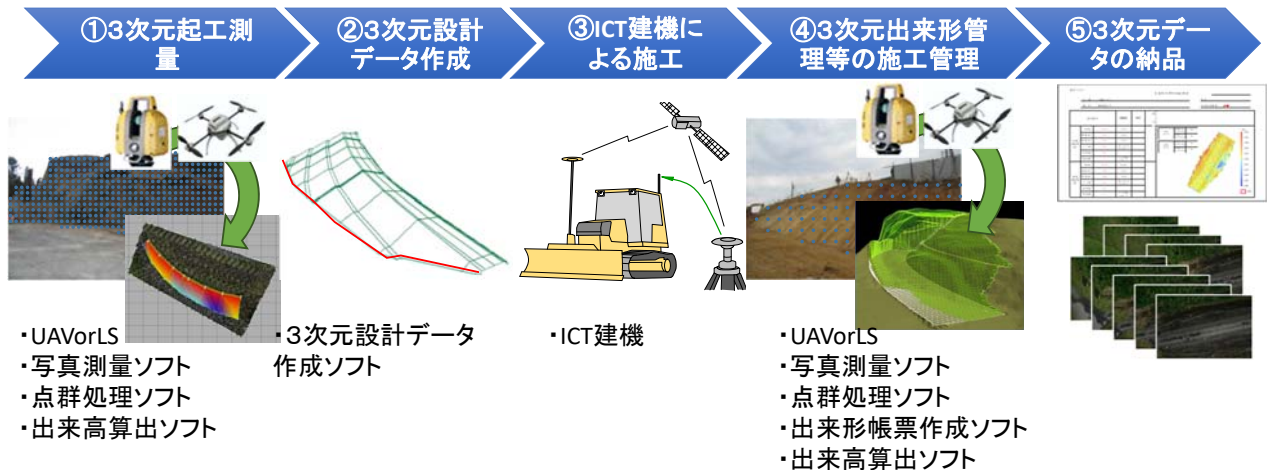 ①３次元起工測
量
②３次元設計
データ作成
③ICT建機に
よる施工
④３次元出来形管
理等の施工管理
⑤３次元デー
タの納品
・UAVorLS
・写真測量ソフト
・点群処理ソフト
・出来高算出ソフト
・３次元設計データ
作成ソフト
・ICT建機
・UAVorLS
・写真測量ソフト
・点群処理ソフト
・出来形帳票作成ソフト
・出来高算出ソフト